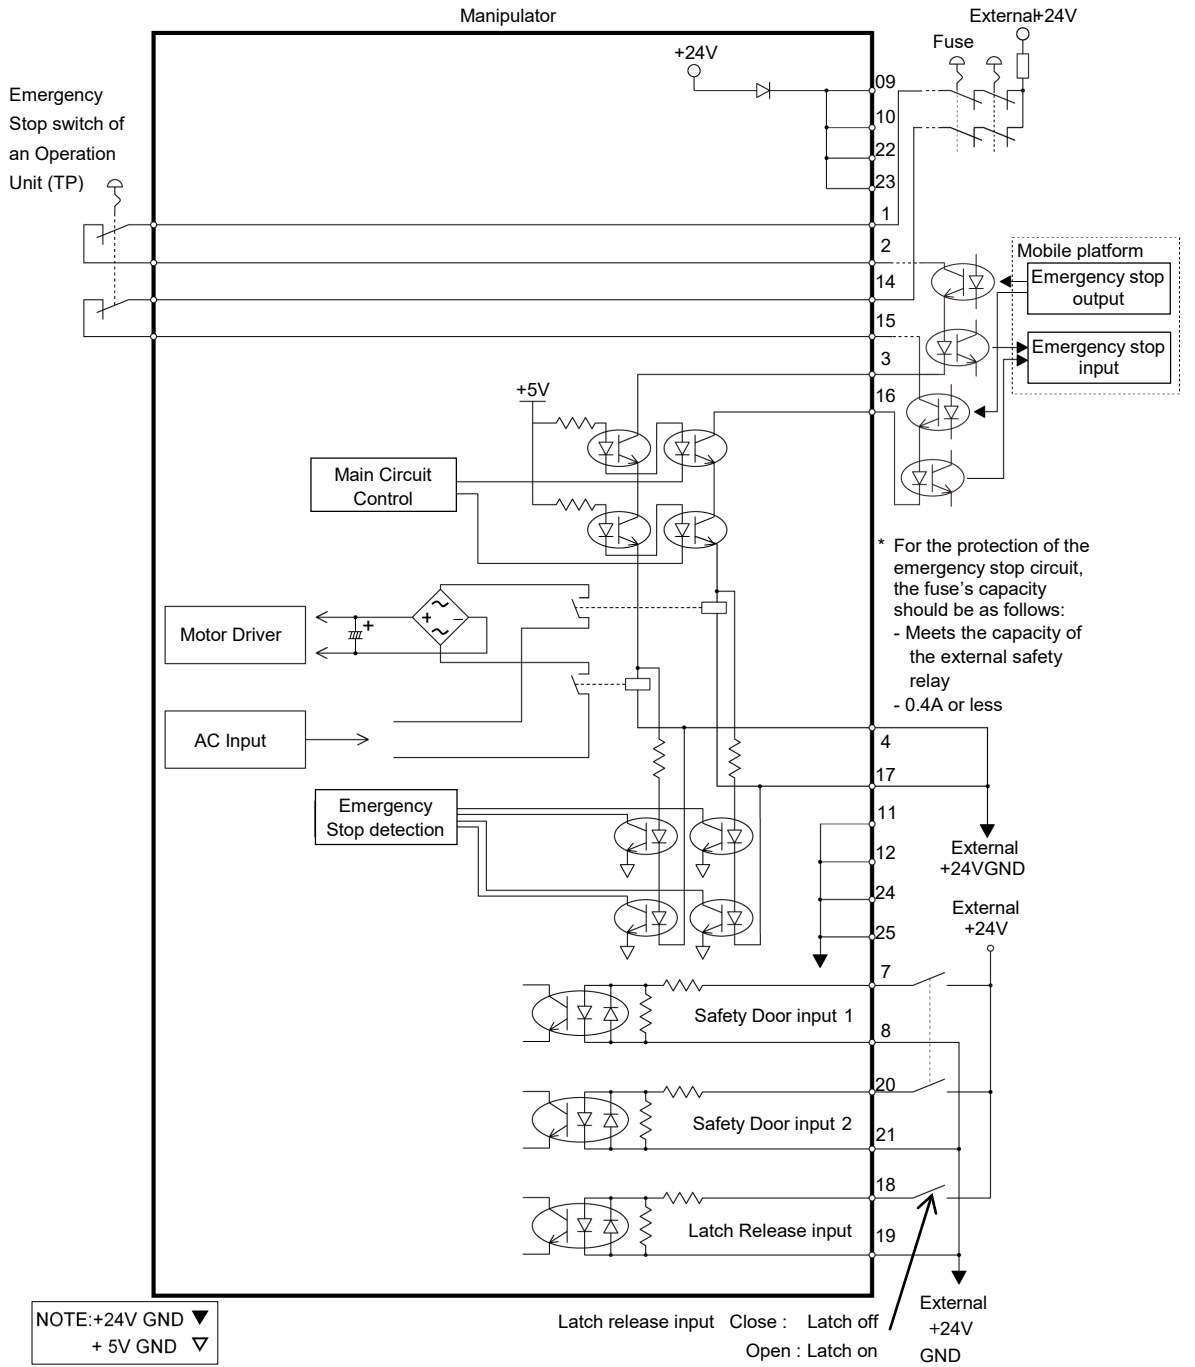 Manipulator
External+24V
Fuse
+24V
Emergency
Stop switch of
an Operation
Unit (TP)
09
10
22
23
1
2
14
15
3
16
Mobile platform
Emergency stop
output
Emergency stop
input
+5V
Main Circuit
Control
* For the protection of the
emergency stop circuit,
the fuse's capacity
should be as follows:
- Meets the capacity of
the external safety
relay
- 0.4A or less
Motor Driver
+
−
+
AC Input
4
17
Emergency
Stop detection
11
12
24
25
External
+24VGND
External
+24V
7
Safety Door input 1
8
20
Safety Door input 2
21
18
Latch Release input
19
NOTE:+24V GND ▼
+ 5V GND ▽
Latch release input Close : Latch off
Open : Latch on
External
+24V
GND